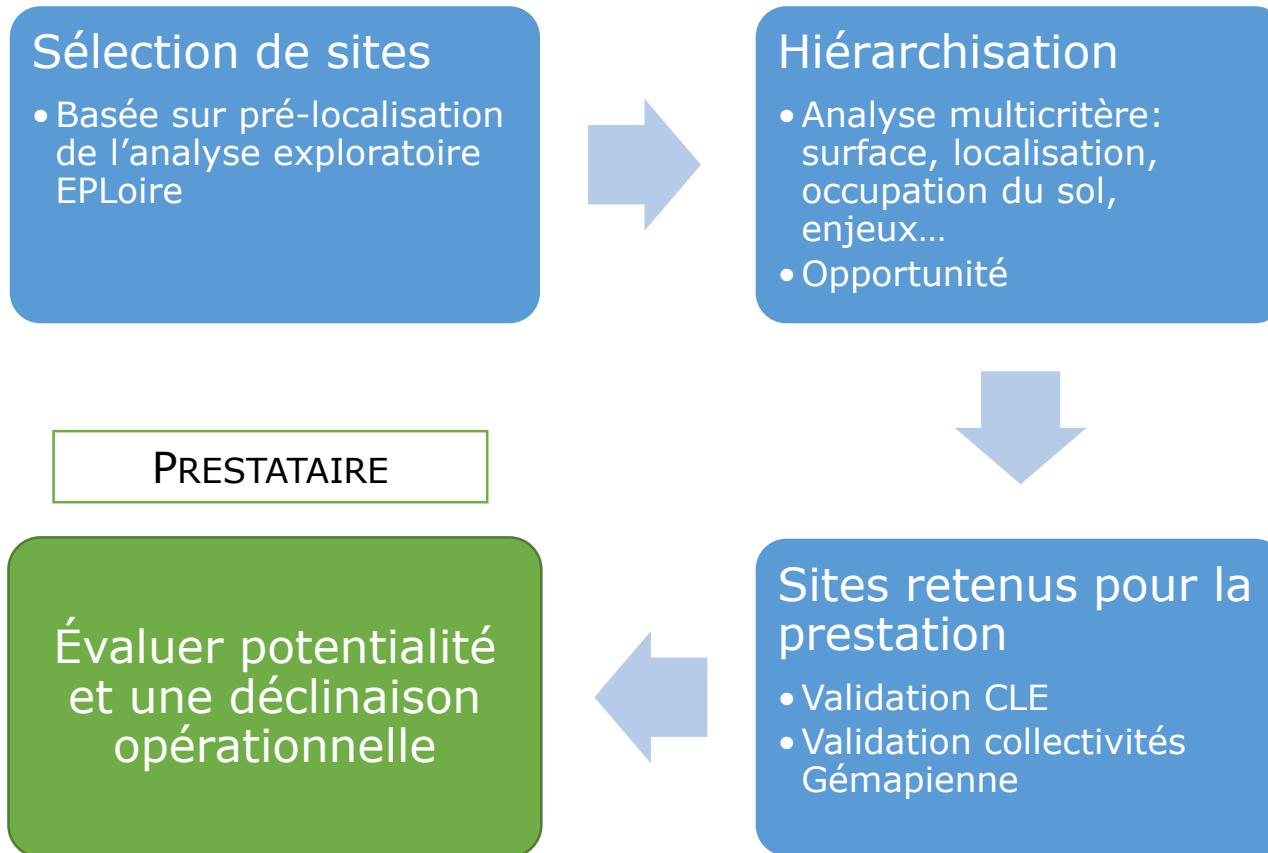 Sélection de sites
• Basée sur pré-localisation
de l’analyse exploratoire
EPLoire
Hiérarchisation
• Analyse multicritère:
surface, localisation,
occupation du sol,
enjeux…
• Opportunité
Sites retenus pour la
prestation
• Validation CLE
• Validation collectivités
Gémapienne
PRESTATAIRE
Évaluer potentialité
et une déclinaison
opérationnelle